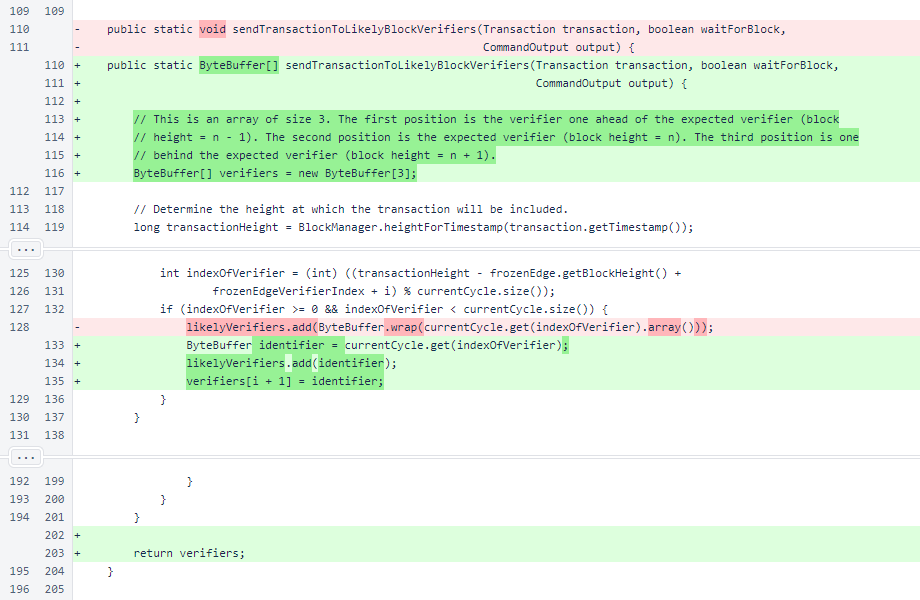 109 109
110 - public static void sendTransactionToLikelyBlockVerifiers(Transaction transaction, boolean waitForBlock,
111 - CommandOutput output) {
110 + public static ByteBuffer[] sendTransactionToLikelyBlockVerifiers(Transaction transaction, boolean waitForBlock,
111 + CommandOutput output) {
112 +
113 + // This is an array of size 3. The first position is the verifier one ahead of the expected verifier (block
114 + // height = n - 1). The second position is the expected verifier (block height = n). The third position is one
115 + // behind the expected verifier (block height = n + 1).
116 + ByteBuffer[] verifiers = new ByteBuffer[3];
112 117
113 118 // Determine the height at which the transaction will be included.
114 119 long transactionHeight = BlockManager.heightForTimestamp(transaction.getTimestamp());
...
125 130 int indexOfVerifier = (int) ((transactionHeight - frozenEdge.getBlockHeight() +
126 131 frozenEdgeVerifierIndex + i) % currentCycle.size());
127 132 if (indexOfVerifier >= 0 && indexOfVerifier < currentCycle.size()) {
128 - likelyVerifiers.add(ByteBuffer.wrap(currentCycle.get(indexOfVerifier).array()));
133 + ByteBuffer identifier = currentCycle.get(indexOfVerifier);
134 + likelyVerifiers.add(identifier);
135 + verifiers[i + 1] = identifier;
129 136 }
130 137 }
131 138
...
192 199 }
193 200 }
194 201 }
202 +
203 + return verifiers;
195 204 }
196 205